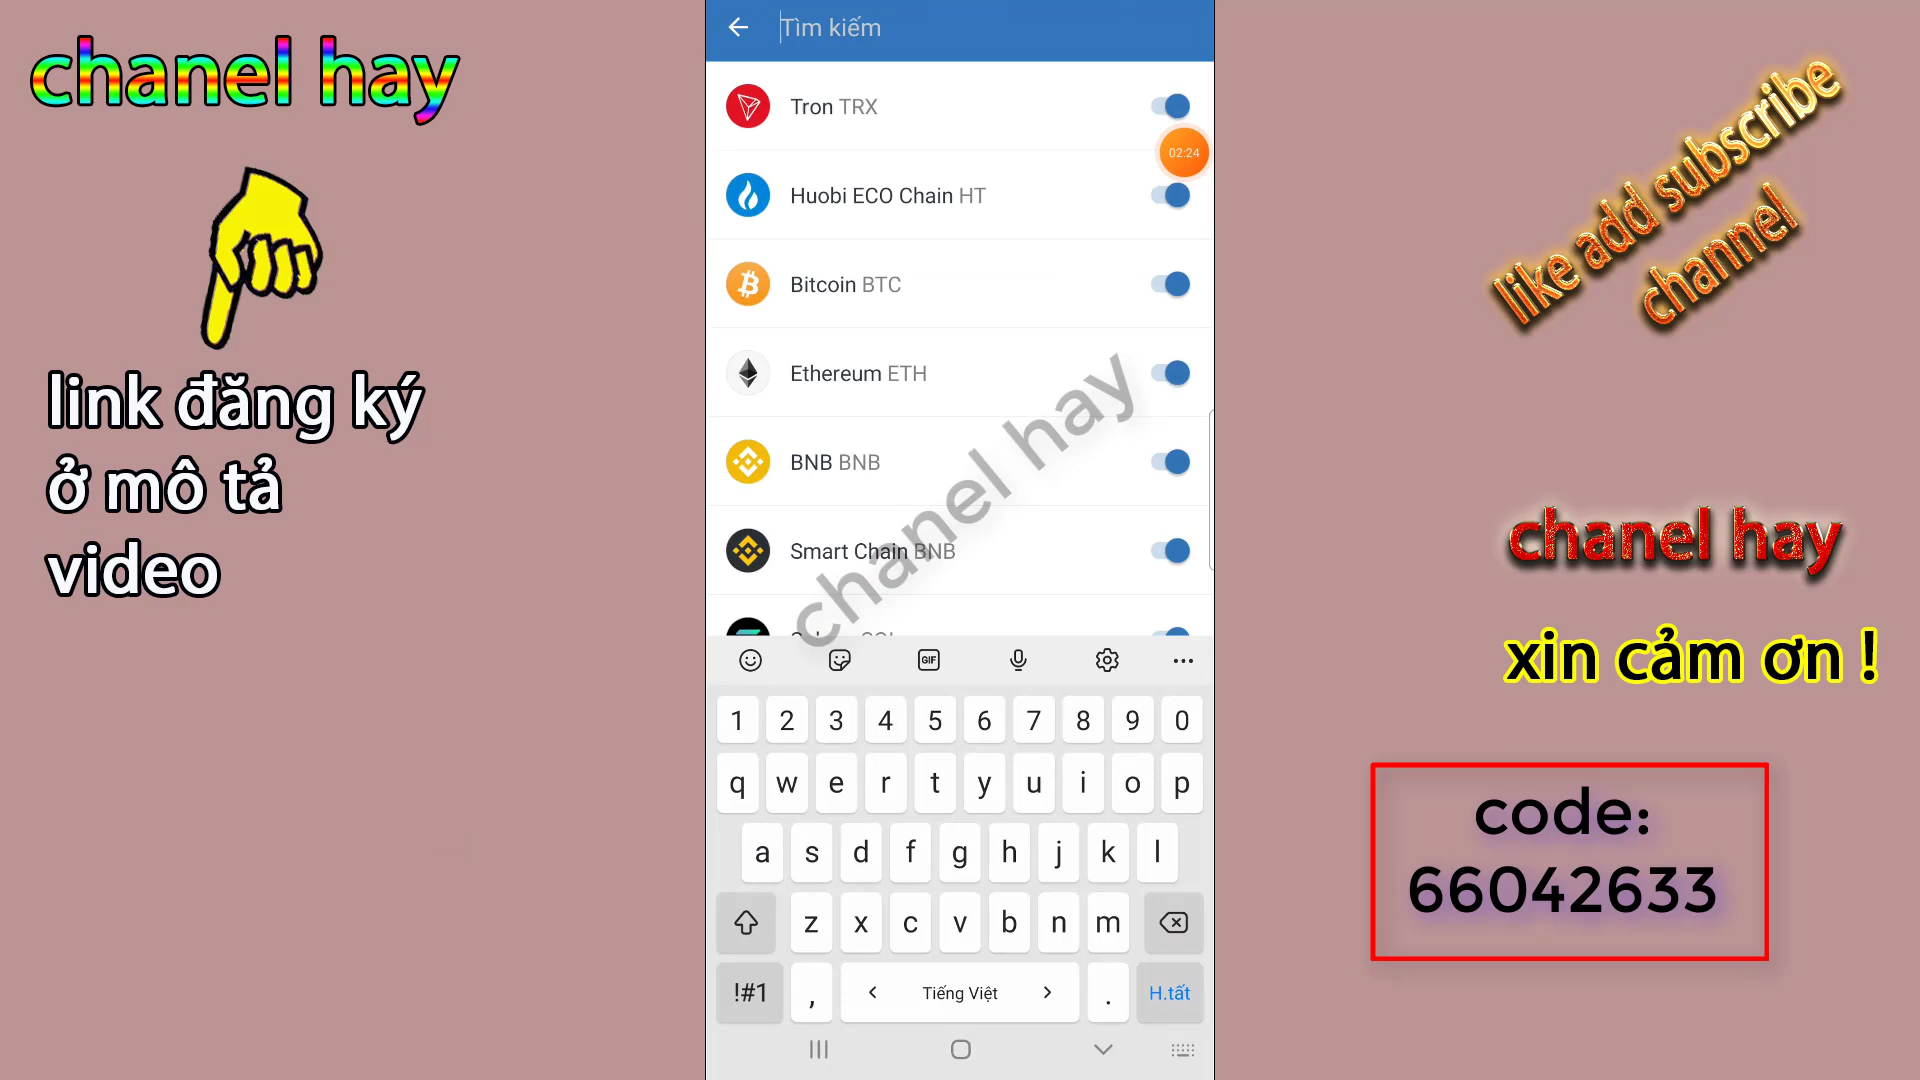 chanel hay
link đăng ký
ở mô tả
video
Tìm kiếm
Tron TRX
02:24
Huobi ECO Chain HT
Bitcoin BTC
Ethereum ETH
BNB BNB
Smart Chain BNB
chanel hay
GIF
1 2 3 4 5 6 7 8 9 0
q w e r t y u i o p
a s d f g h j k l
z x c v b n m
!#1 , < Tiếng Việt > . H.tất
like add subscribe
channel
chanel hay
xin cảm ơn !
code:
66042633